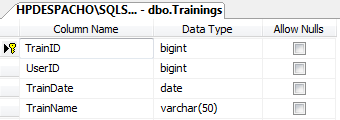 HPDESPACHO\SQLS... - dbo.Trainings
Column Name Data Type Allow Nulls
TrainID bigint
UserID bigint
TrainDate date
TrainName varchar(50)